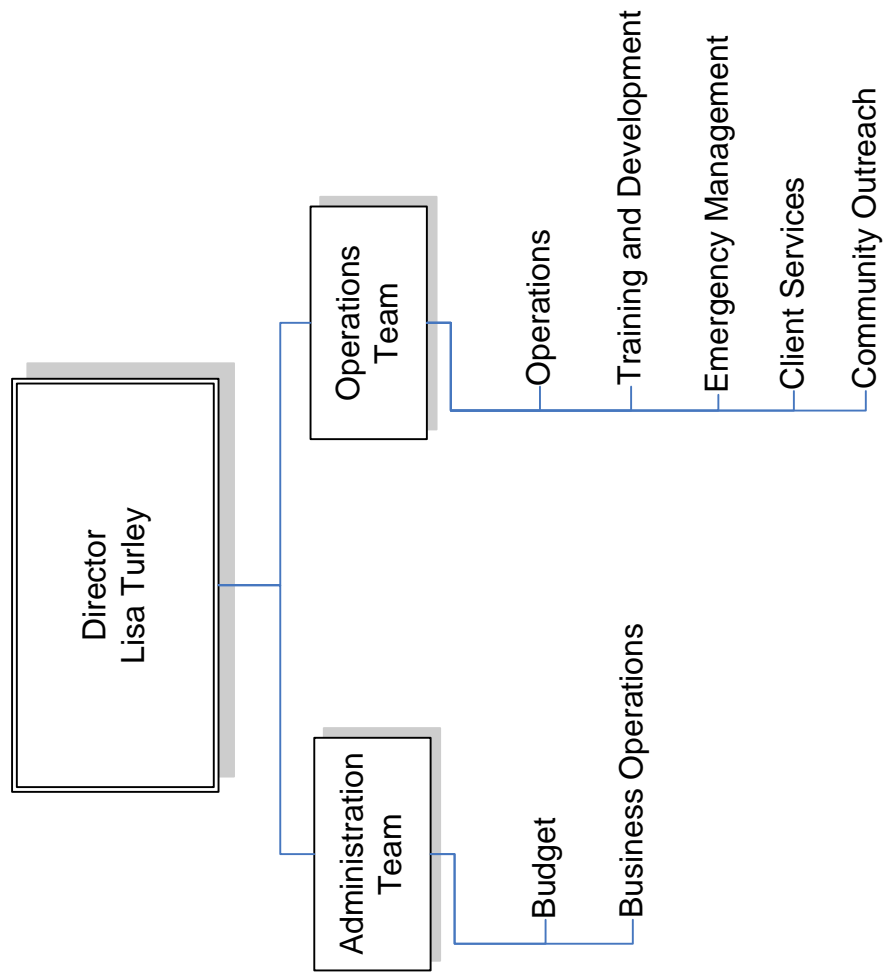 Director
Lisa Turley
Administration
Team
Budget
Business Operations
Operations
Team
Operations
Training and Development
Emergency Management
Client Services
Community Outreach